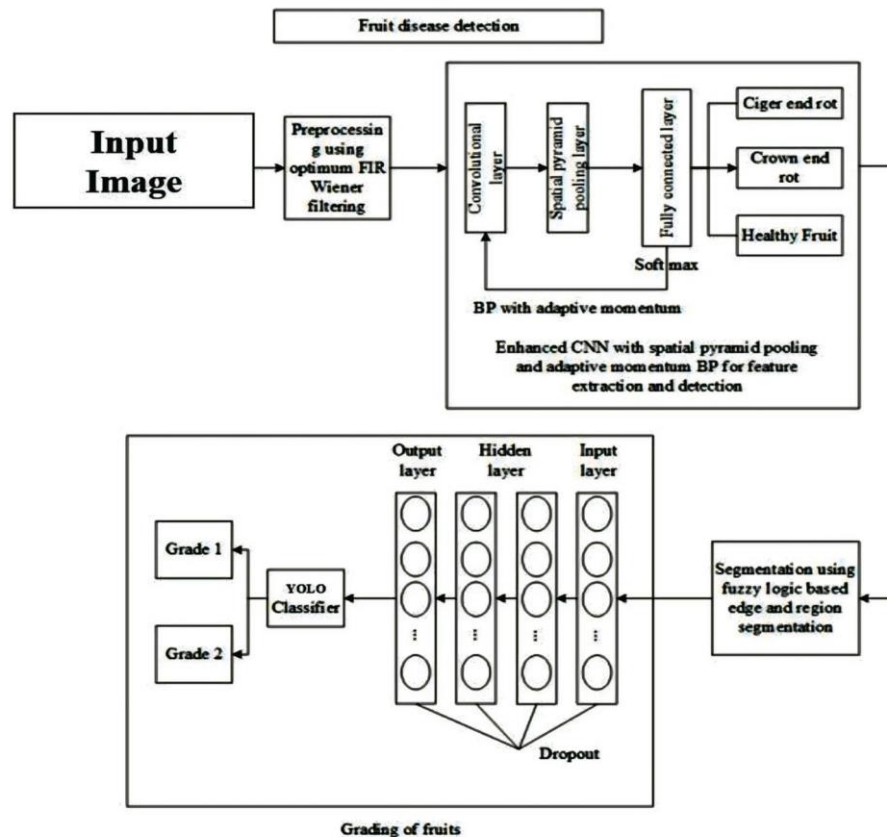 Fruit disease detection
Input
Image
Preprocessin
g using
optimum FIR
Wiener
filtering
Convolutional
layer
Spatial pyramid
pooling layer
Fully connected layer
Ciger end rot
Crown end
rot
Healthy Fruit
Soft max
BP with adaptive momentum
Enhanced CNN with spatial pyramid pooling
and adaptive momentum BP for feature
extraction and detection
Segmentation using
fuzzy logic based
edge and region
segmentation
Input
layer
Hidden
layer
Output
layer
...
...
...
...
Dropout
YOLO
Classifier
Grade 1
Grade 2
Grading of fruits